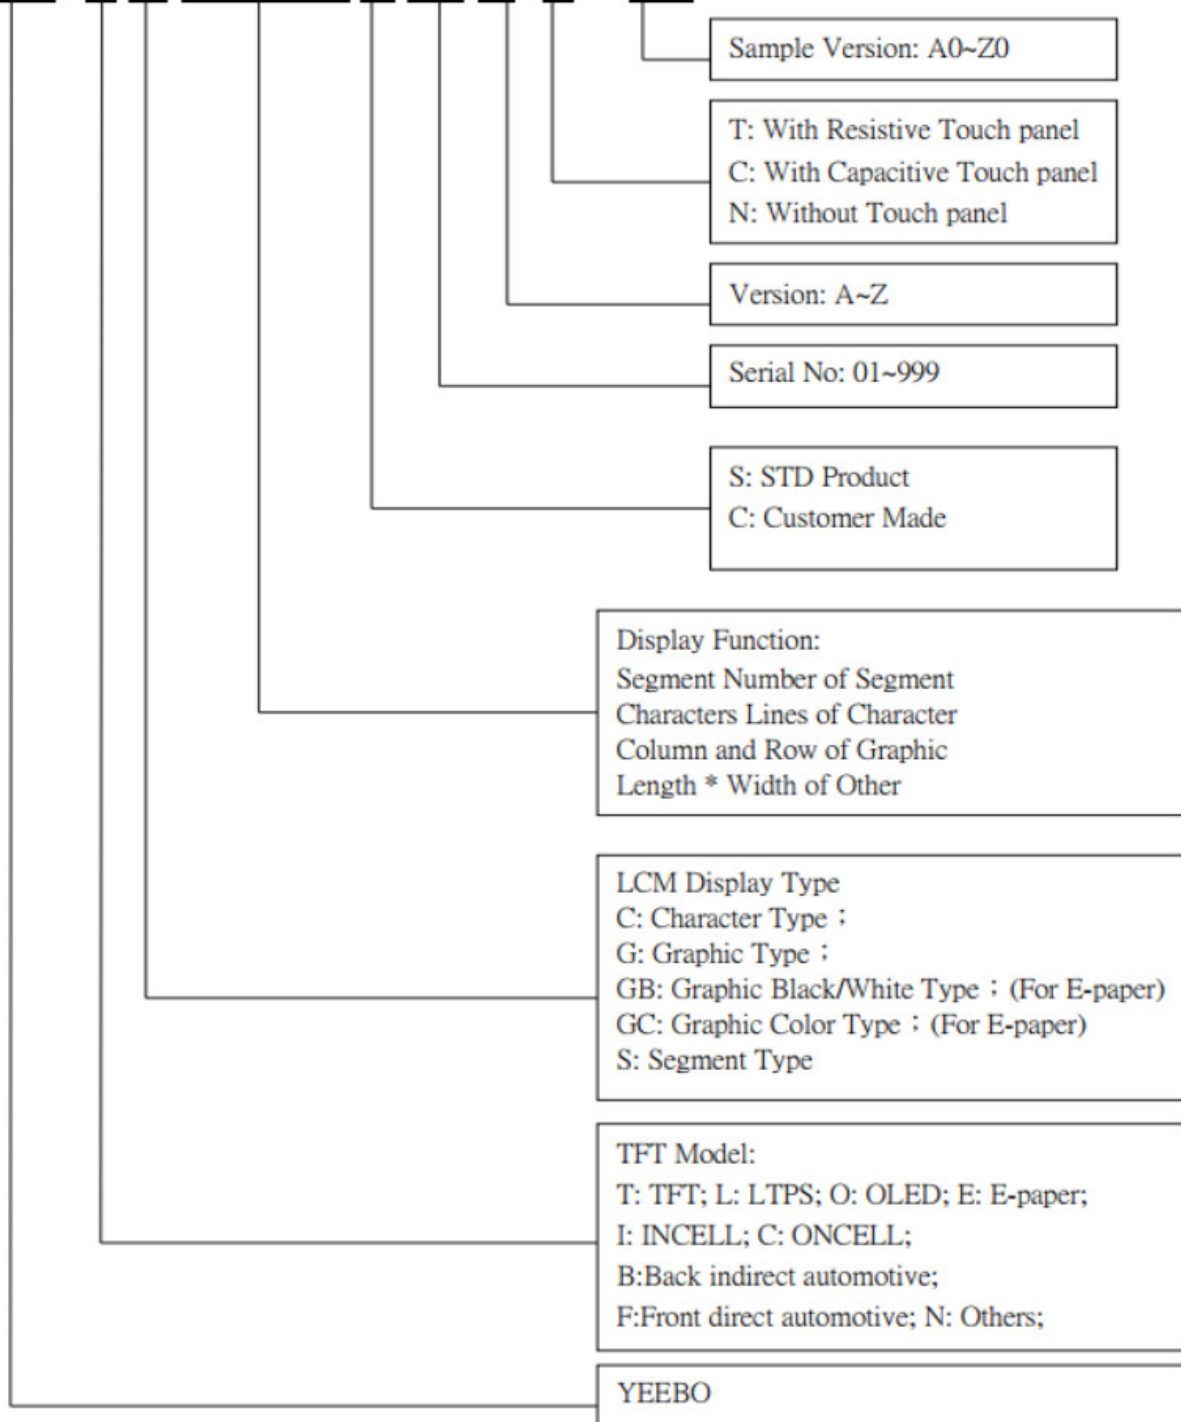 Sample Version: A0~Z0
T: With Resistive Touch panel
C: With Capacitive Touch panel
N: Without Touch panel
Version: A~Z
Serial No: 01~999
S: STD Product
C: Customer Made
Display Function:
Segment Number of Segment
Characters Lines of Character
Column and Row of Graphic
Length * Width of Other
LCM Display Type
C: Character Type；
G: Graphic Type；
GB: Graphic Black/White Type；(For E-paper)
GC: Graphic Color Type；(For E-paper)
S: Segment Type
TFT Model:
T: TFT; L: LTPS; O: OLED; E: E-paper;
I: INCELL; C: ONCELL;
B:Back indirect automotive;
F:Front direct automotive; N: Others;
YEEBO